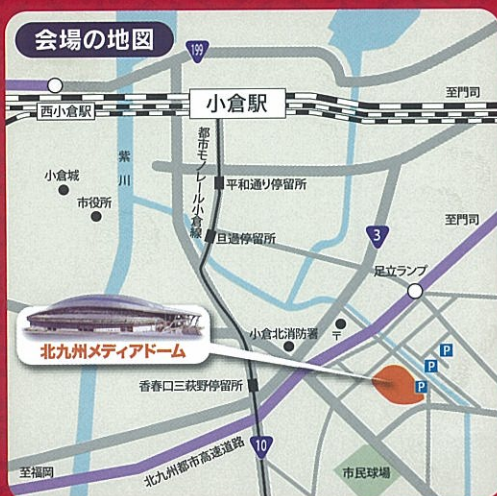 会場の地図
199
小倉駅
至門司
西小倉駅
紫川
都市モノレール小倉線
小倉城
市役所
平和通り停留所
旦過停留所
3
至門司
足立ランプ
小倉北消防署
〒
北九州メディアドーム
P
P
P
香春口三萩野停留所
10
北九州都市高速道路
至福岡
市民球場